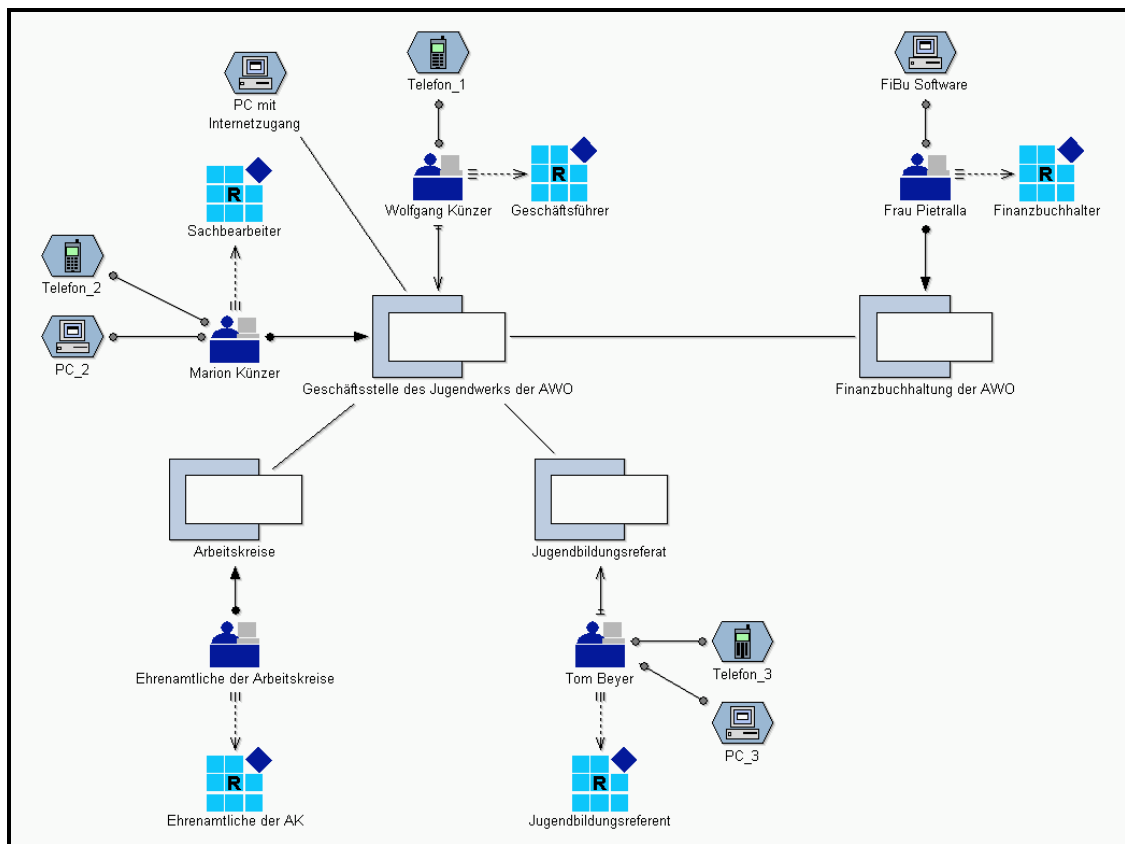 Telefon_1
FiBu Software
PC mit
Internetzugang
R
R
R
Wolfgang Künzer
Geschäftsführer
Frau Pietralla
Finanzbuchhalter
Sachbearbeiter
Telefon_2
PC_2
Marion Künzer
Geschäftsstelle des Jugendwerks der AWO
Finanzbuchhaltung der AWO
Arbeitskreise
Jugendbildungsreferat
Ehrenamtliche der Arbeitskreise
Tom Beyer
Telefon_3
PC_3
R
R
Ehrenamtliche der AK
Jugendbildungsreferent